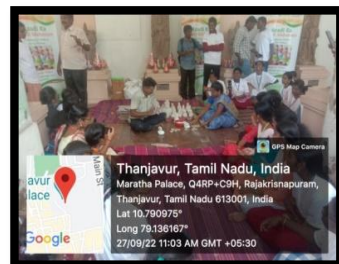 GPS Map Camera
Main St
avur
lace
Google
Thanjavur, Tamil Nadu, India
Maratha Palace, Q4RP+C9H, Rajakrisnapuram,
Thanjavur, Tamil Nadu 613001, India
Lat 10.790975°
Long 79.136167°
27/09/22 11:03 AM GMT +05:30